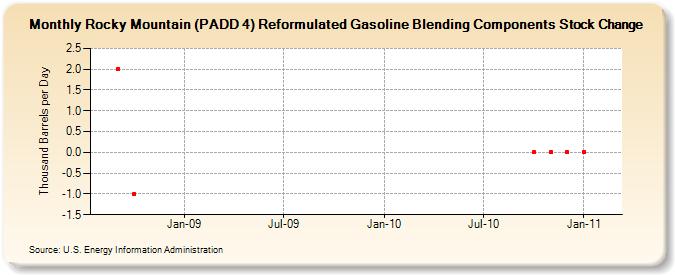 Monthly Rocky Mountain (PADD 4) Reformulated Gasoline Blending Components Stock Change
Thousand Barrels per Day
2.5
2.0
1.5
1.0
0.5
0.0
-0.5
-1.0
-1.5
Jan-09
Jul-09
Jan-10
Jul-10
Jan-11
Source: U.S. Energy Information Administration